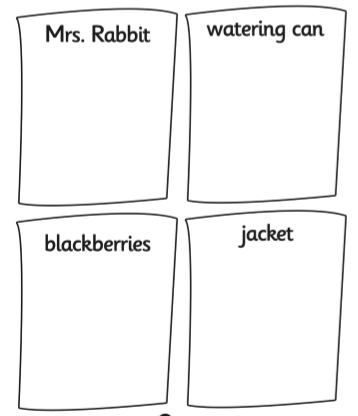 Mrs. Rabbit
watering can
blackberries
jacket